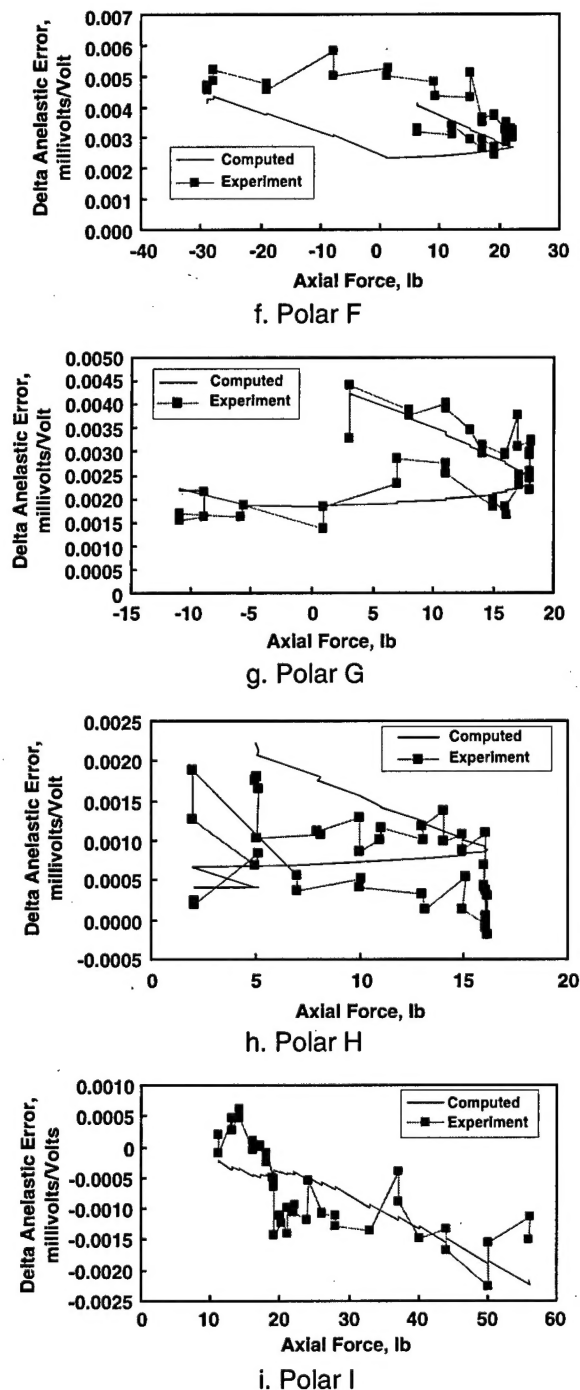 Delta Anelastic Error,
millivolts/Volt
0.007
0.006
0.005
0.004
0.003
0.002
0.001
0.000
Computed
Experiment
-40 -30 -20 -10 0 10 20 30
Axial Force, lb
f. Polar F
Delta Anelastic Error,
millivolts/Volt
0.0050
0.0045
0.0040
0.0035
0.0030
0.0025
0.0020
0.0015
0.0010
0.0005
0
Computed
Experiment
-15 -10 -5 0 5 10 15 20
Axial Force, lb
g. Polar G
Delta Anelastic Error,
millivolts/Volt
0.0025
0.0020
0.0015
0.0010
0.0005
0.0000
-0.0005
Computed
Experiment
0 5 10 15 20
Axial Force, lb
h. Polar H
Delta Anelastic Error,
millivolts/Volts
0.0010
0.0005
0
-0.0005
-0.0010
-0.0015
-0.0020
-0.0025
Computed
Experiment
0 10 20 30 40 50 60
Axial Force, lb
i. Polar I